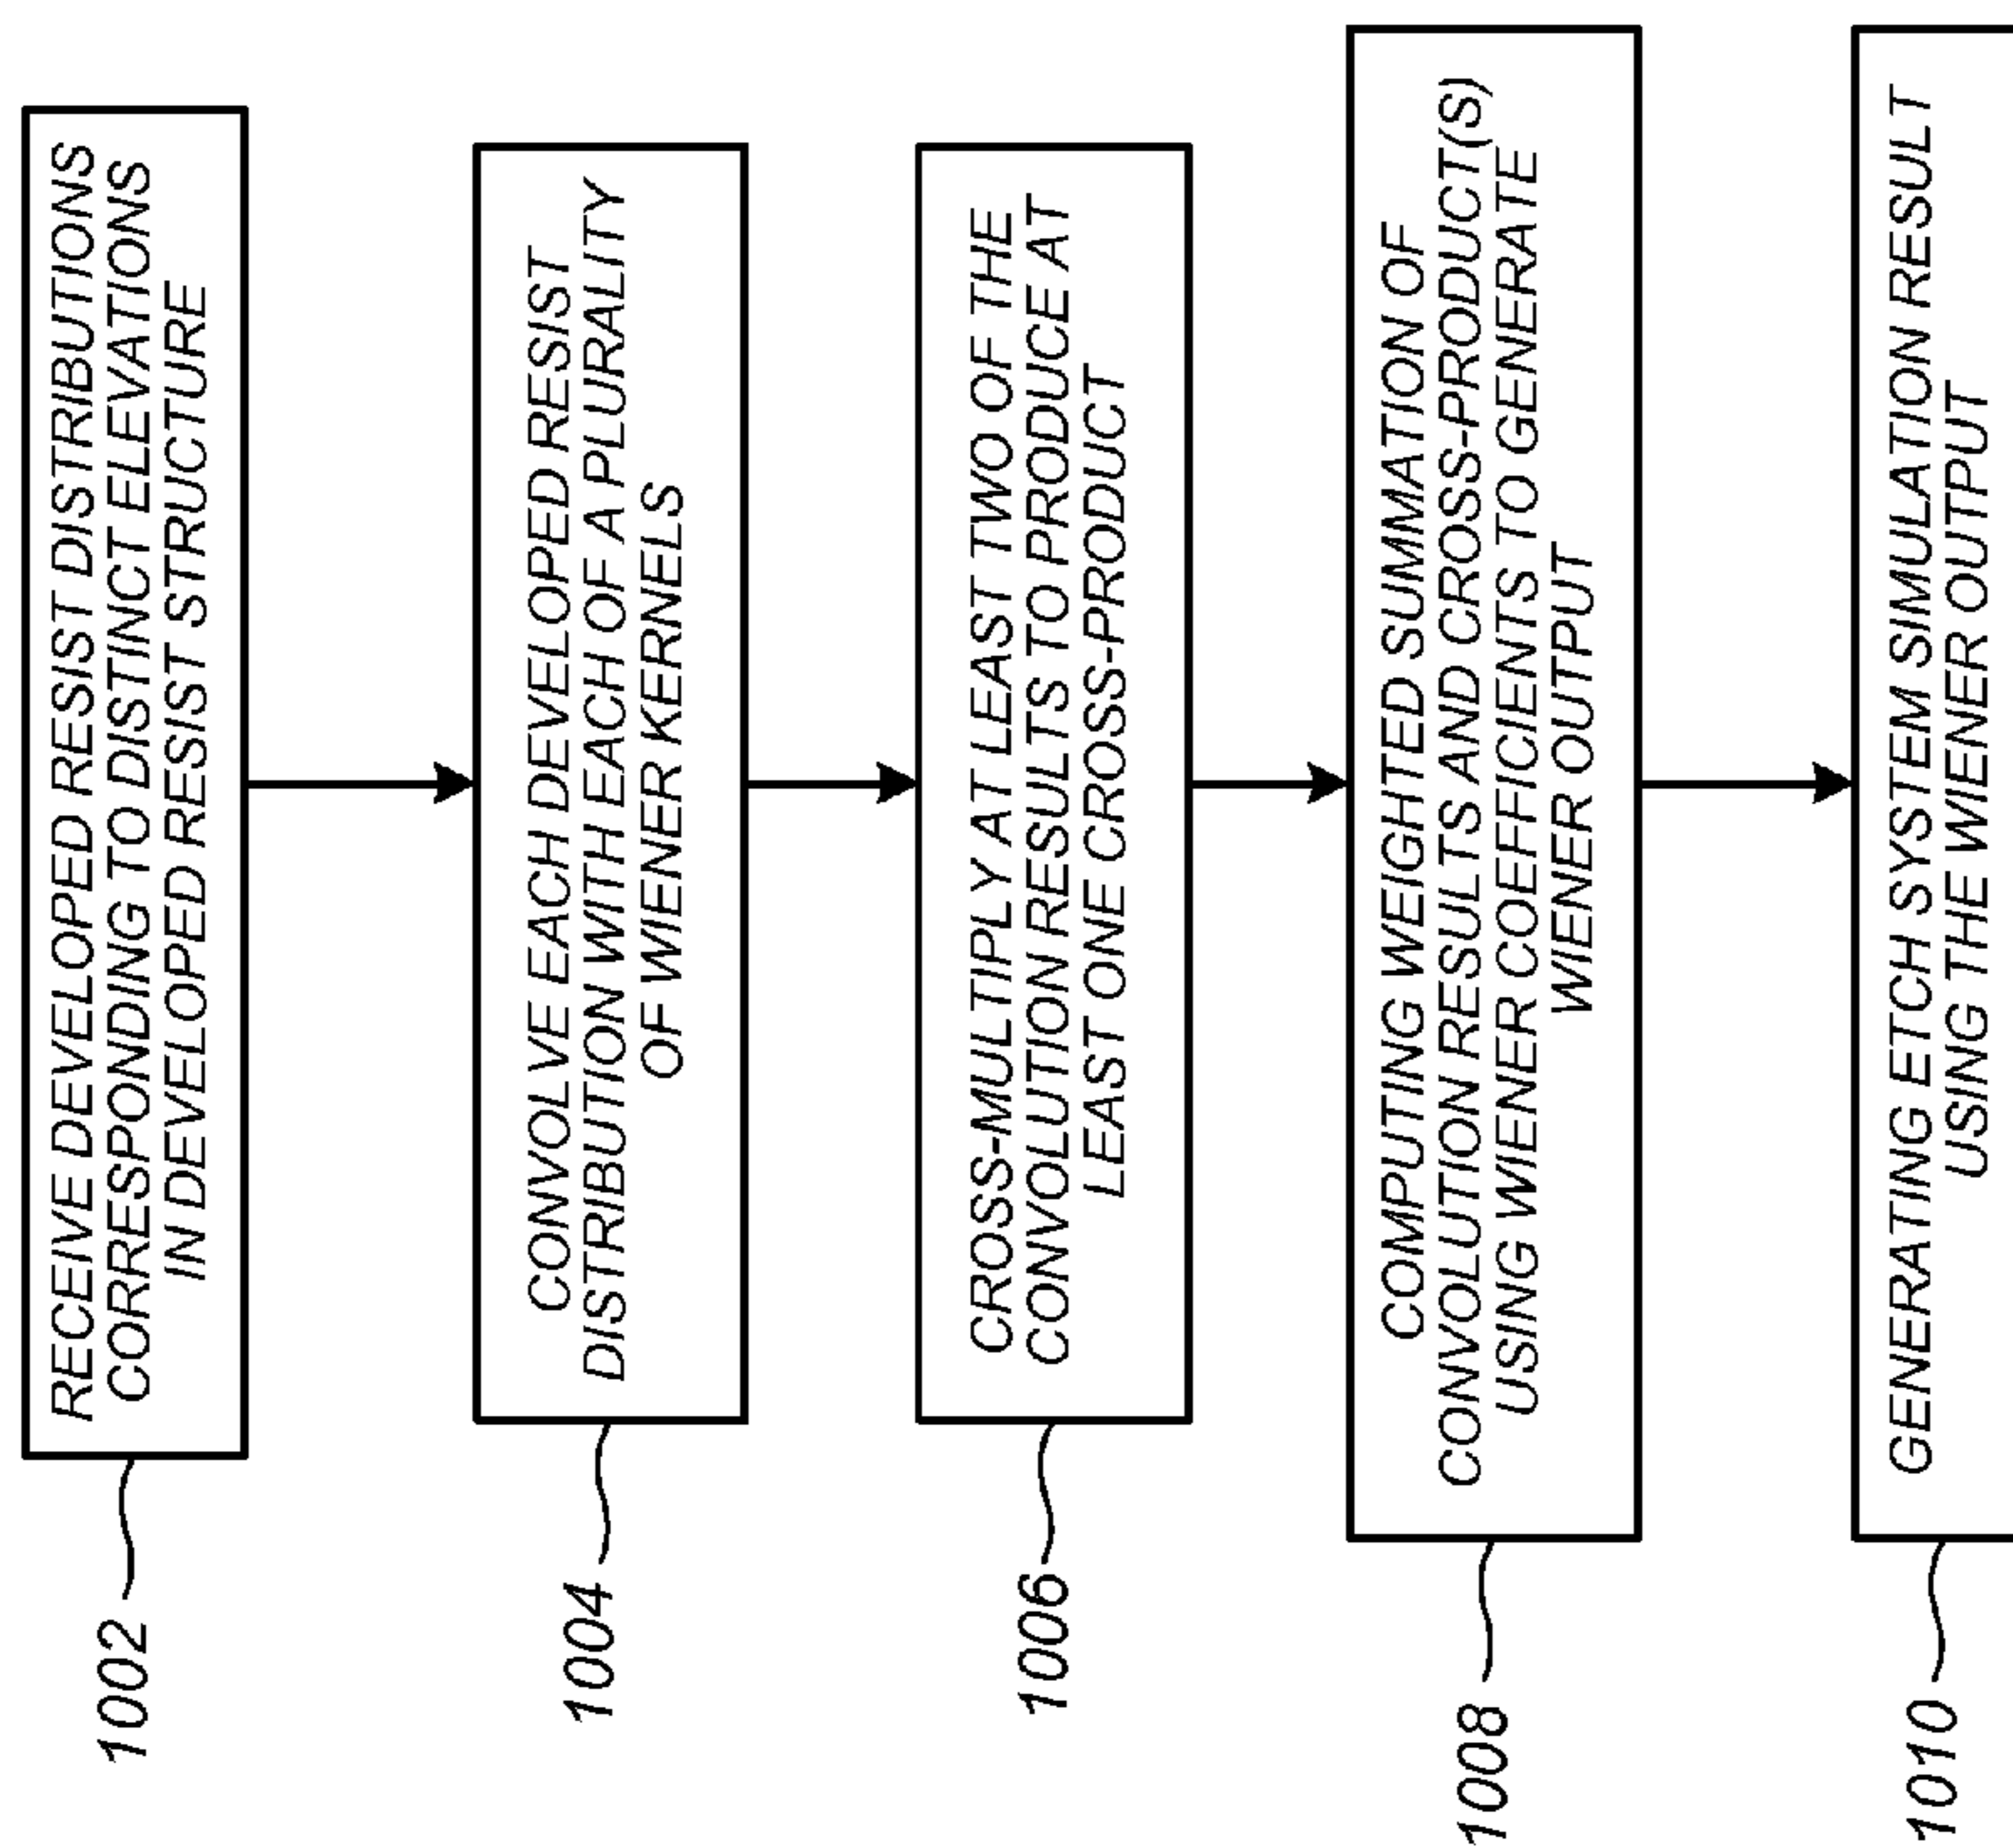 RECEIVE DEVELOPED RESIST DISTRIBUTIONS
CORRESPONDING TO DISTINCT ELEVATIONS
IN DEVELOPED RESIST STRUCTURE
1002
CONVOLVE EACH DEVELOPED RESIST
DISTRIBUTION WITH EACH OF A PLURALITY
OF WIENER KERNELS
1004
CROSS-MULTIPLY AT LEAST TWO OF THE
CONVOLUTION RESULTS TO PRODUCE AT
LEAST ONE CROSS-PRODUCT
1006
COMPUTING WEIGHTED SUMMATION OF
CONVOLUTION RESULTS AND CROSS-PRODUCT(S)
USING WIENER COEFFICIENTS TO GENERATE
WIENER OUTPUT
1008
GENERATING ETCH SYSTEM SIMULATION RESULT
USING THE WIENER OUTPUT
1010